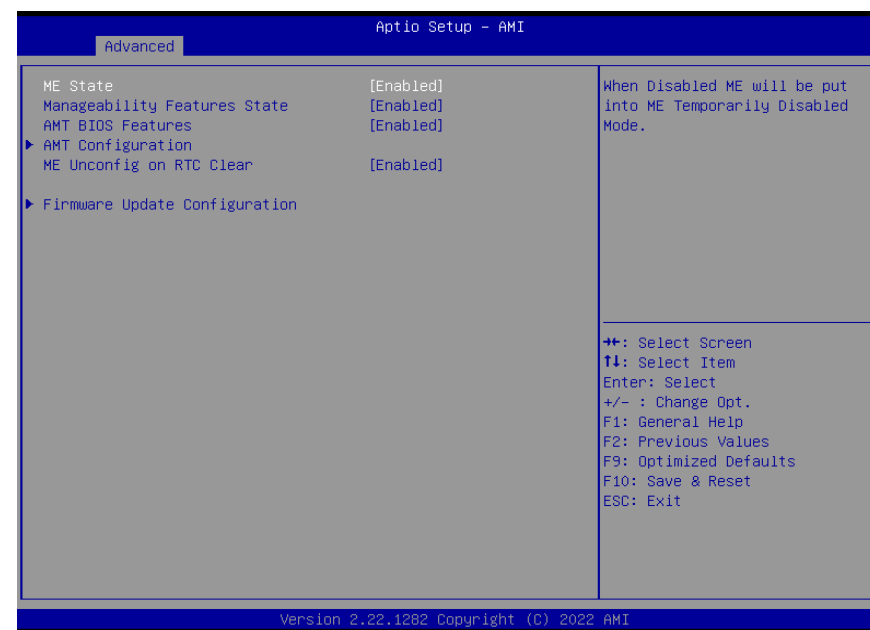 Aptio Setup – AMI
Advanced
ME State [Enabled]
Manageability Features State [Enabled]
AMT BIOS Features [Enabled]
▶ AMT Configuration
ME Unconfig on RTC Clear [Enabled]
▶ Firmware Update Configuration
When Disabled ME will be put
into ME Temporarily Disabled
Mode.
→←: Select Screen
↑↓: Select Item
Enter: Select
+/- : Change Opt.
F1: General Help
F2: Previous Values
F9: Optimized Defaults
F10: Save & Reset
ESC: Exit
Version 2.22.1282 Copyright (C) 2022 AMI